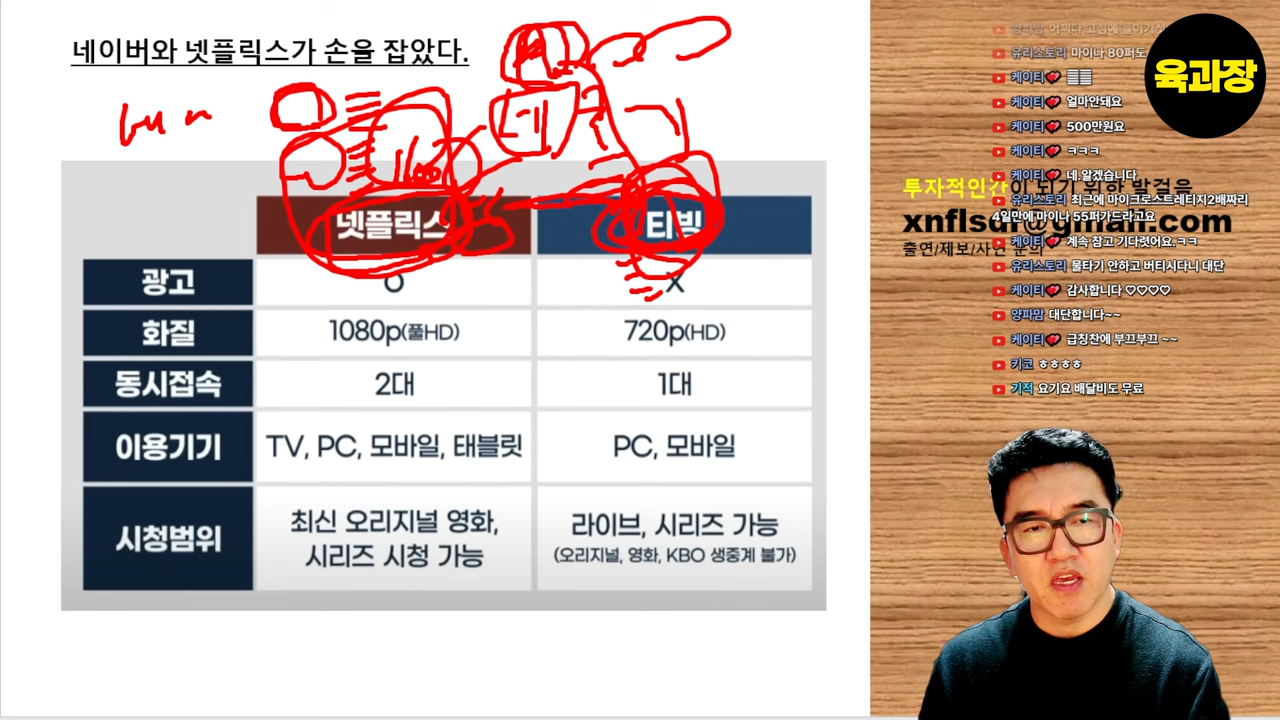 네이버와 넷플릭스가 손을 잡았다.
넷플릭스
티빙
광고
O
X
화질
1080p(풀HD)
720p(HD)
동시접속
2대
1대
이용기기
TV, PC, 모바일, 태블릿
PC, 모바일
시청범위
최신 오리지널 영화,
시리즈 시청 가능
라이브, 시리즈 가능
(오리지널, 영화, KBO 생중계 불가)
육과장
유리스토리 마이나 80퍼도
케이티
케이티 얼마안돼요
케이티 500만원요
케이티 ㅋㅋㅋ
케이티 네 알겠습니다
투자적인간이 되기 위한 발걸음
유리스토리 최근에 마이크로스트레티지2배짜리
4일만에 마이나 55퍼가드라고요
xnflsdf@gmail.com
출연/제보/사연 문의
케이티 계속 참고 기다렷어요.ㅋㅋ
유리스토리 물타기 안하고 버티시다니 대단
케이티 감사합니다 ♡♡♡♡
양파맘 대단합니다~~
케이티 급칭찬에 부끄부끄 ~~
키코 ㅎㅎㅎㅎ
기적 요기요 배달비도 무료